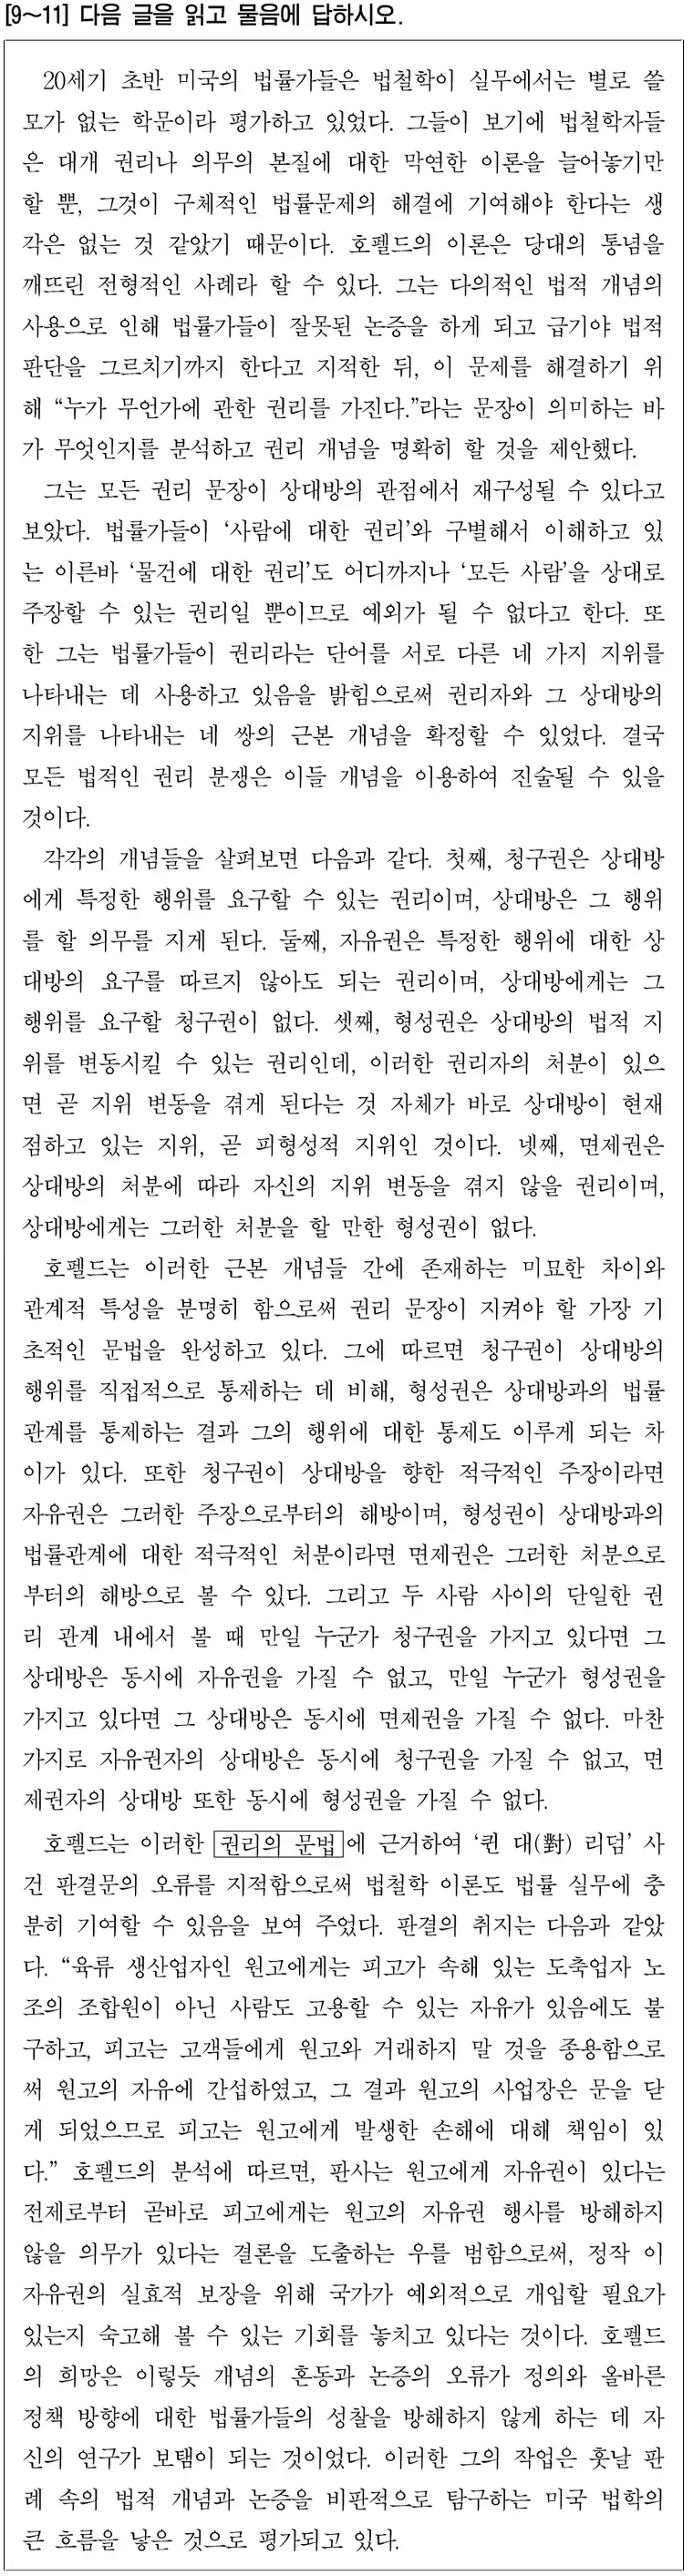 [9~11] 다음 글을 읽고 물음에 답하시오.
20세기 초반 미국의 법률가들은 법철학이 실무에서는 별로 쓸
모가 없는 학문이라 평가하고 있었다. 그들이 보기에 법철학자들
은 대개 권리나 의무의 본질에 대한 막연한 이론을 늘어놓기만
할 뿐, 그것이 구체적인 법률문제의 해결에 기여해야 한다는 생
각은 없는 것 같았기 때문이다. 호펠드의 이론은 당대의 통념을
깨뜨린 전형적인 사례라 할 수 있다. 그는 다의적인 법적 개념의
사용으로 인해 법률가들이 잘못된 논증을 하게 되고 급기야 법적
판단을 그르치기까지 한다고 지적한 뒤, 이 문제를 해결하기 위
해 “누가 무언가에 관한 권리를 가진다.”라는 문장이 의미하는 바
가 무엇인지를 분석하고 권리 개념을 명확히 할 것을 제안했다.
그는 모든 권리 문장이 상대방의 관점에서 재구성될 수 있다고
보았다. 법률가들이 ‘사람에 대한 권리’와 구별해서 이해하고 있
는 이른바 ‘물건에 대한 권리’도 어디까지나 ‘모든 사람’을 상대로
주장할 수 있는 권리일 뿐이므로 예외가 될 수 없다고 한다. 또
한 그는 법률가들이 권리라는 단어를 서로 다른 네 가지 지위를
나타내는 데 사용하고 있음을 밝힘으로써 권리자와 그 상대방의
지위를 나타내는 네 쌍의 근본 개념을 확정할 수 있었다. 결국
모든 법적인 권리 분쟁은 이들 개념을 이용하여 진술될 수 있을
것이다.
각각의 개념들을 살펴보면 다음과 같다. 첫째, 청구권은 상대방
에게 특정한 행위를 요구할 수 있는 권리이며, 상대방은 그 행위
를 할 의무를 지게 된다. 둘째, 자유권은 특정한 행위에 대한 상
대방의 요구를 따르지 않아도 되는 권리이며, 상대방에게는 그
행위를 요구할 청구권이 없다. 셋째, 형성권은 상대방의 법적 지
위를 변동시킬 수 있는 권리인데, 이러한 권리자의 처분이 있으
면 곧 지위 변동을 겪게 된다는 것 자체가 바로 상대방이 현재
점하고 있는 지위, 곧 피형성적 지위인 것이다. 넷째, 면제권은
상대방의 처분에 따라 자신의 지위 변동을 겪지 않을 권리이며,
상대방에게는 그러한 처분을 할 만한 형성권이 없다.
호펠드는 이러한 근본 개념들 간에 존재하는 미묘한 차이와
관계적 특성을 분명히 함으로써 권리 문장이 지켜야 할 가장 기
초적인 문법을 완성하고 있다. 그에 따르면 청구권이 상대방의
행위를 직접적으로 통제하는 데 비해, 형성권은 상대방과의 법률
관계를 통제하는 결과 그의 행위에 대한 통제도 이루게 되는 차
이가 있다. 또한 청구권이 상대방을 향한 적극적인 주장이라면
자유권은 그러한 주장으로부터의 해방이며, 형성권이 상대방과의
법률관계에 대한 적극적인 처분이라면 면제권은 그러한 처분으로
부터의 해방으로 볼 수 있다. 그리고 두 사람 사이의 단일한 권
리 관계 내에서 볼 때 만일 누군가 청구권을 가지고 있다면 그
상대방은 동시에 자유권을 가질 수 없고, 만일 누군가 형성권을
가지고 있다면 그 상대방은 동시에 면제권을 가질 수 없다. 마찬
가지로 자유권자의 상대방은 동시에 청구권을 가질 수 없고, 면
제권자의 상대방 또한 동시에 형성권을 가질 수 없다.
호펠드는 이러한 권리의 문법에 근거하여 ‘퀸 대(對) 리덤’ 사
건 판결문의 오류를 지적함으로써 법철학 이론도 법률 실무에 충
분히 기여할 수 있음을 보여 주었다. 판결의 취지는 다음과 같았
다. “육류 생산업자인 원고에게는 피고가 속해 있는 도축업자 노
조의 조합원이 아닌 사람도 고용할 수 있는 자유가 있음에도 불
구하고, 피고는 고객들에게 원고와 거래하지 말 것을 종용함으로
써 원고의 자유에 간섭하였고, 그 결과 원고의 사업장은 문을 닫
게 되었으므로 피고는 원고에게 발생한 손해에 대해 책임이 있
다.” 호펠드의 분석에 따르면, 판사는 원고에게 자유권이 있다는
전제로부터 곧바로 피고에게는 원고의 자유권 행사를 방해하지
않을 의무가 있다는 결론을 도출하는 우를 범함으로써, 정작 이
자유권의 실효적 보장을 위해 국가가 예외적으로 개입할 필요가
있는지 숙고해 볼 수 있는 기회를 놓치고 있다는 것이다. 호펠드
의 희망은 이렇듯 개념의 혼동과 논증의 오류가 정의와 올바른
정책 방향에 대한 법률가들의 성찰을 방해하지 않게 하는 데 자
신의 연구가 보탬이 되는 것이었다. 이러한 그의 작업은 훗날 판
례 속의 법적 개념과 논증을 비판적으로 탐구하는 미국 법학의
큰 흐름을 낳은 것으로 평가되고 있다.